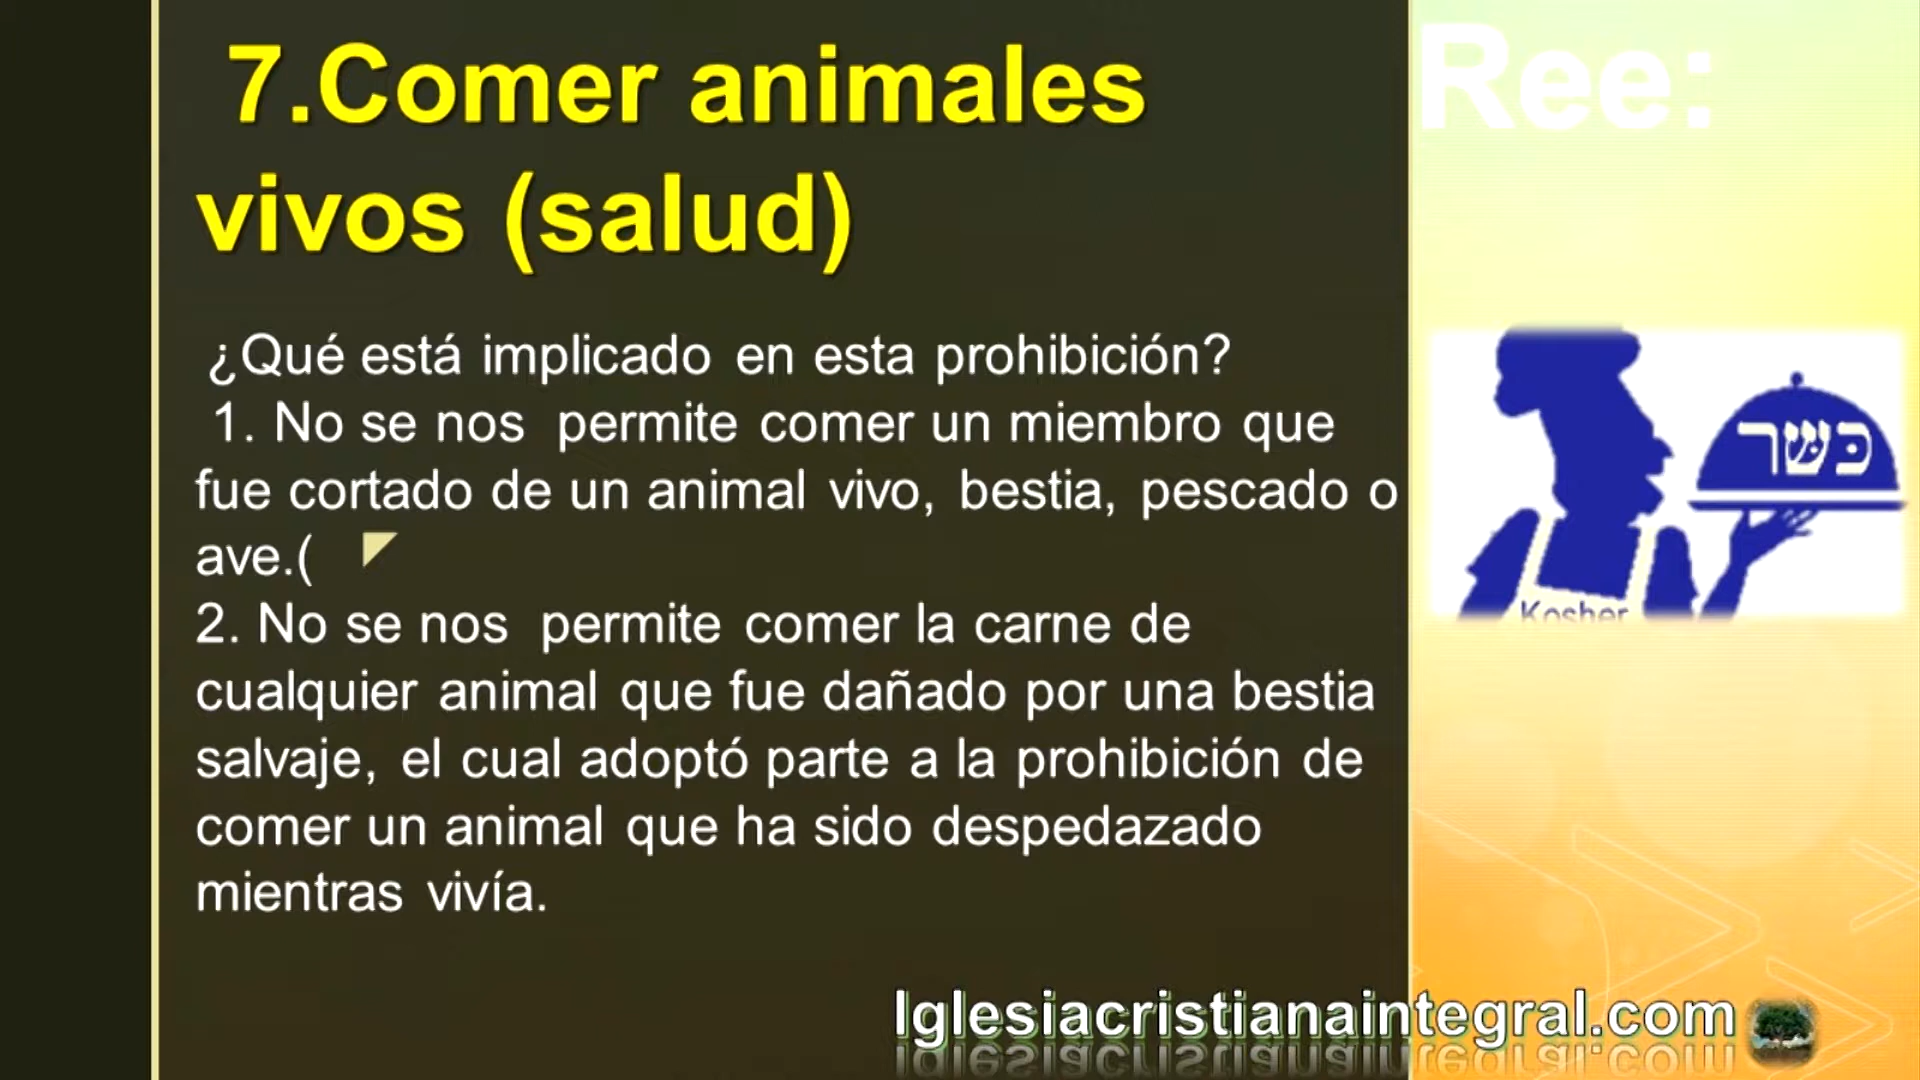 7.Comer animales
vivos (salud)
¿Qué está implicado en esta prohibición?
1. No se nos permite comer un miembro que
fue cortado de un animal vivo, bestia, pescado o
ave.(
2. No se nos permite comer la carne de
cualquier animal que fue dañado por una bestia
salvaje, el cual adoptó parte a la prohibición de
comer un animal que ha sido despedazado
mientras vivía.
Ree:
כשר
Kosher
Iglesiacristianaintegral.com